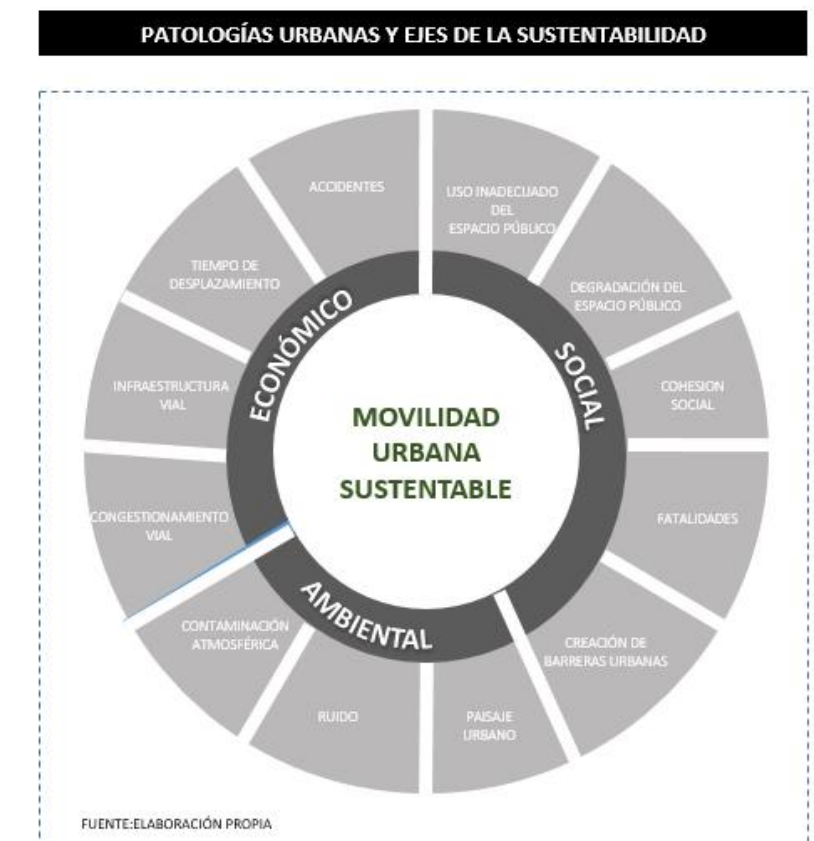 PATOLOGÍAS URBANAS Y EJES DE LA SUSTENTABILIDAD
ACCIDENTES
USO INADECUADO
DEL
ESPACIO PÚBLICO
TIEMPO DE
DESPLAZAMIENTO
DEGRADACIÓN DEL
ESPACIO PÚBLICO
ECONÓMICO
SOCIAL
INFRAESTRUCTURA
VIAL
COHESION
SOCIAL
MOVILIDAD
URBANA
SUSTENTABLE
CONGESTIONAMIENTO
VIAL
FATALIDADES
AMBIENTAL
CONTAMINACIÓN
ATMOSFÉRICA
CREACIÓN DE
BARRERAS URBANAS
RUIDO
PAISAJE
URBANO
FUENTE:ELABORACIÓN PROPIA